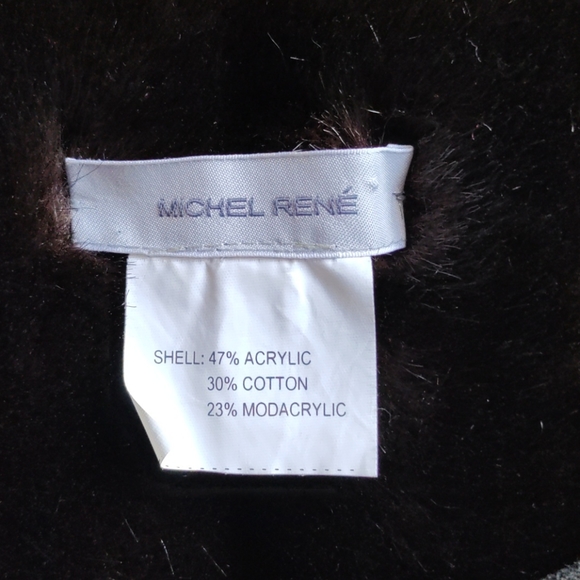 MICHEL RENÉ
SHELL: 47% ACRYLIC
30% COTTON
23% MODACRYLIC